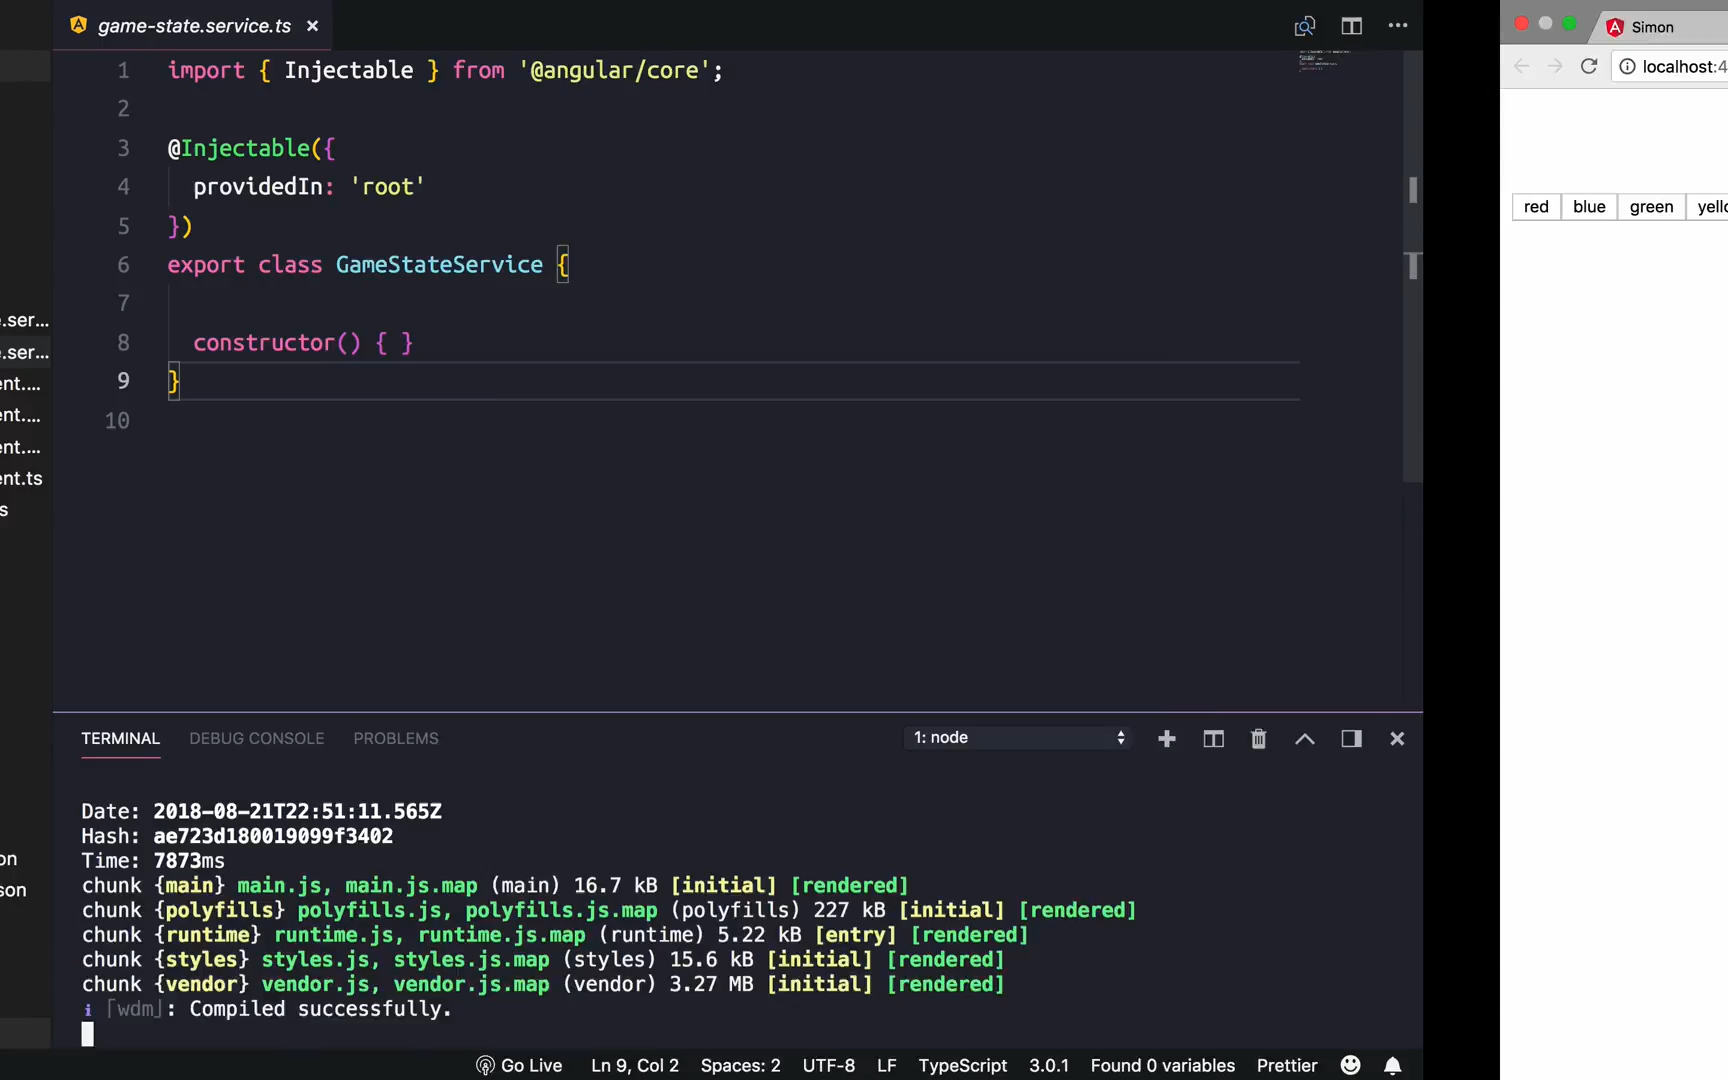 game-state.service.ts
1 import { Injectable } from '@angular/core';
2
3 @Injectable({
4 providedIn: 'root'
5 })
6 export class GameStateService {
7
8 constructor() { }
9 }
10
.ser...
.ser...
ent....
ent....
ent....
ent.ts
s
on
son
TERMINAL DEBUG CONSOLE PROBLEMS 1: node
Date: 2018-08-21T22:51:11.565Z
Hash: ae723d180019099f3402
Time: 7873ms
chunk {main} main.js, main.js.map (main) 16.7 kB [initial] [rendered]
chunk {polyfills} polyfills.js, polyfills.js.map (polyfills) 227 kB [initial] [rendered]
chunk {runtime} runtime.js, runtime.js.map (runtime) 5.22 kB [entry] [rendered]
chunk {styles} styles.js, styles.js.map (styles) 15.6 kB [initial] [rendered]
chunk {vendor} vendor.js, vendor.js.map (vendor) 3.27 MB [initial] [rendered]
i ｢wdm｣: Compiled successfully.
Go Live Ln 9, Col 2 Spaces: 2 UTF-8 LF TypeScript 3.0.1 Found 0 variables Prettier
Simon
localhost:4
red blue green yello